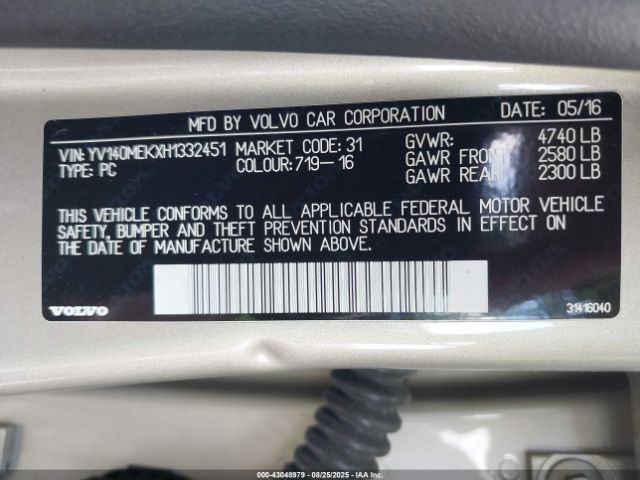 MFD BY VOLVO CAR CORPORATION DATE: 05/16
VIN: YV140MEKXH1332451 MARKET CODE: 31 GVWR: 4740 LB
TYPE: PC COLOUR: 719-16 GAWR FRONT: 2580 LB
GAWR REAR: 2300 LB
THIS VEHICLE CONFORMS TO ALL APPLICABLE FEDERAL MOTOR VEHICLE
SAFETY, BUMPER AND THEFT PREVENTION STANDARDS IN EFFECT ON
THE DATE OF MANUFACTURE SHOWN ABOVE.
VOLVO 31416040
©-43048979 - 08/25/2025 - IAAI.COM